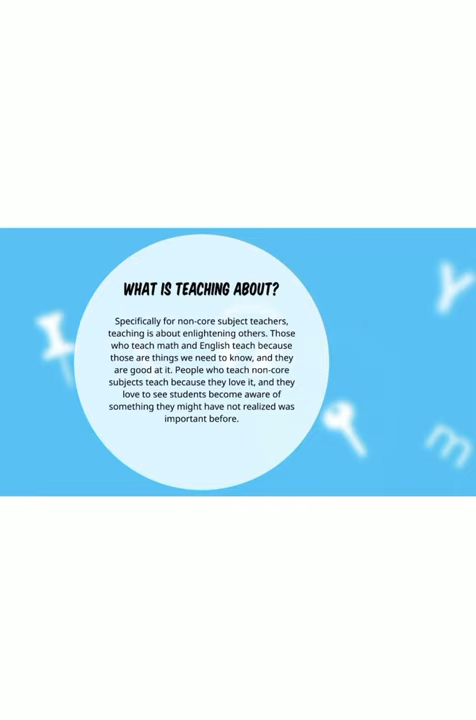 WHAT IS TEACHING ABOUT?
Specifically for non-core subject teachers,
teaching is about enlightening others. Those
who teach math and English teach because
those are things we need to know, and they
are good at it. People who teach non-core
subjects teach because they love it, and they
love to see students become aware of
something they might have not realized was
important before.
Y
m